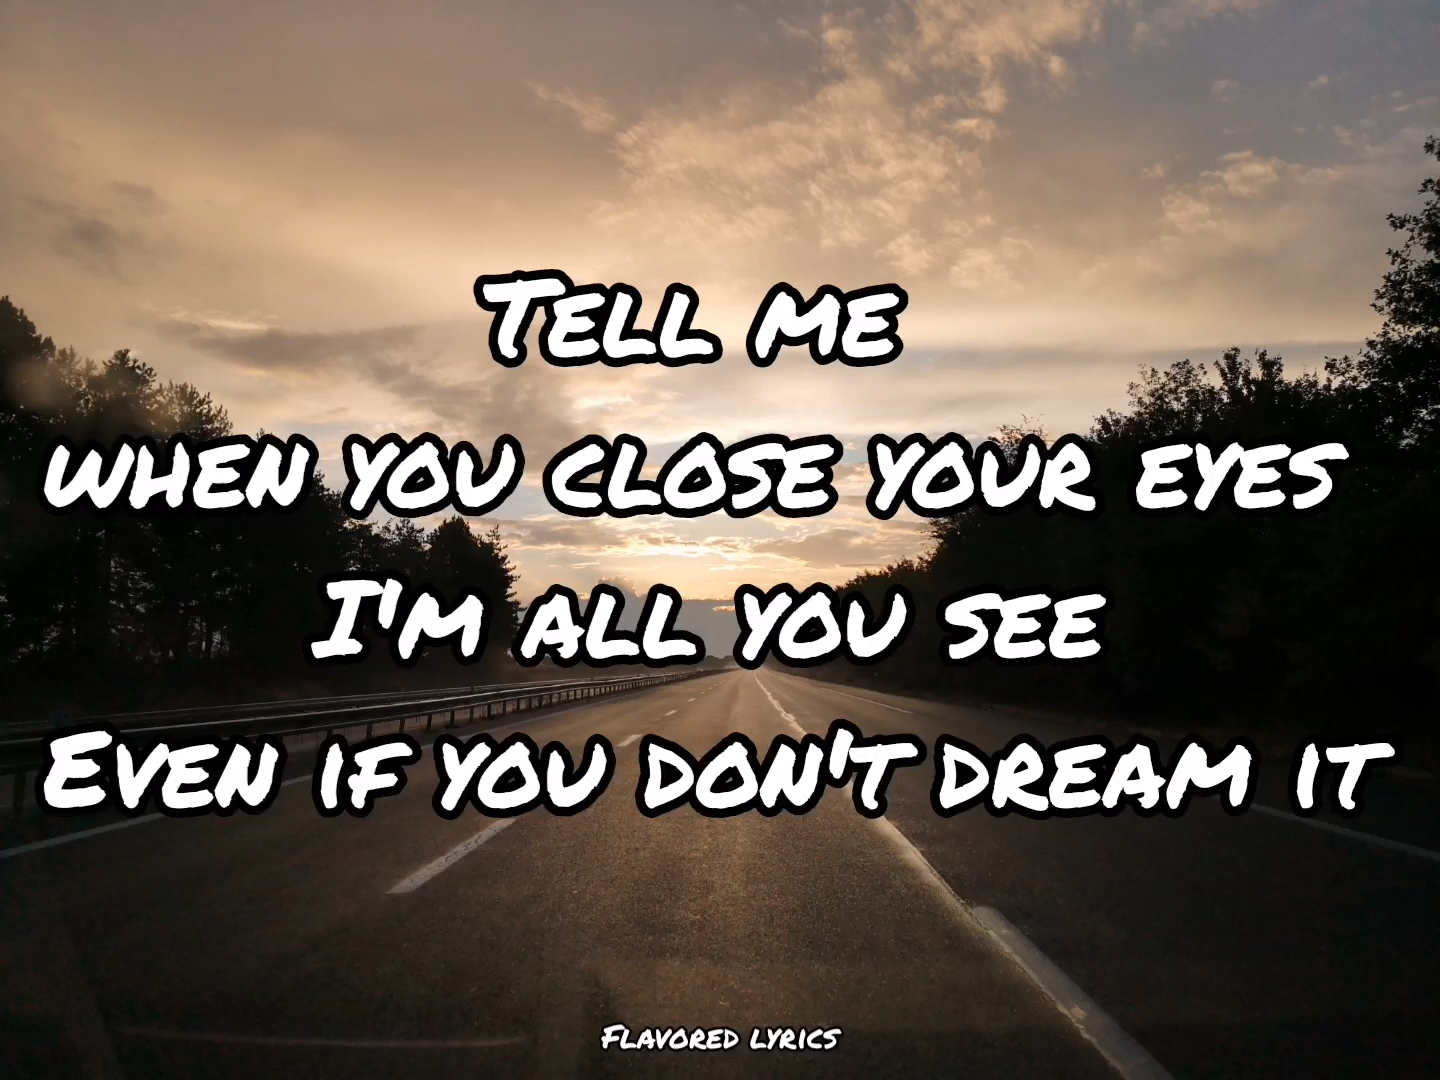 Tell me
when you close your eyes
I'm all you see
Even if you don't dream it
Flavored lyrics